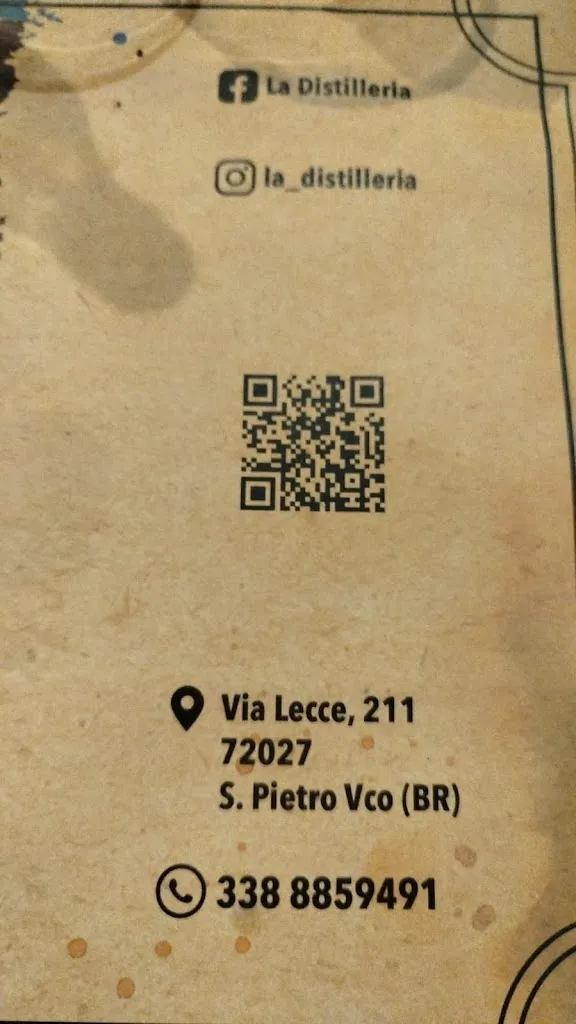 La Distilleria
la_distilleria
Via Lecce, 211
72027
S. Pietro Vco (BR)
338 8859491